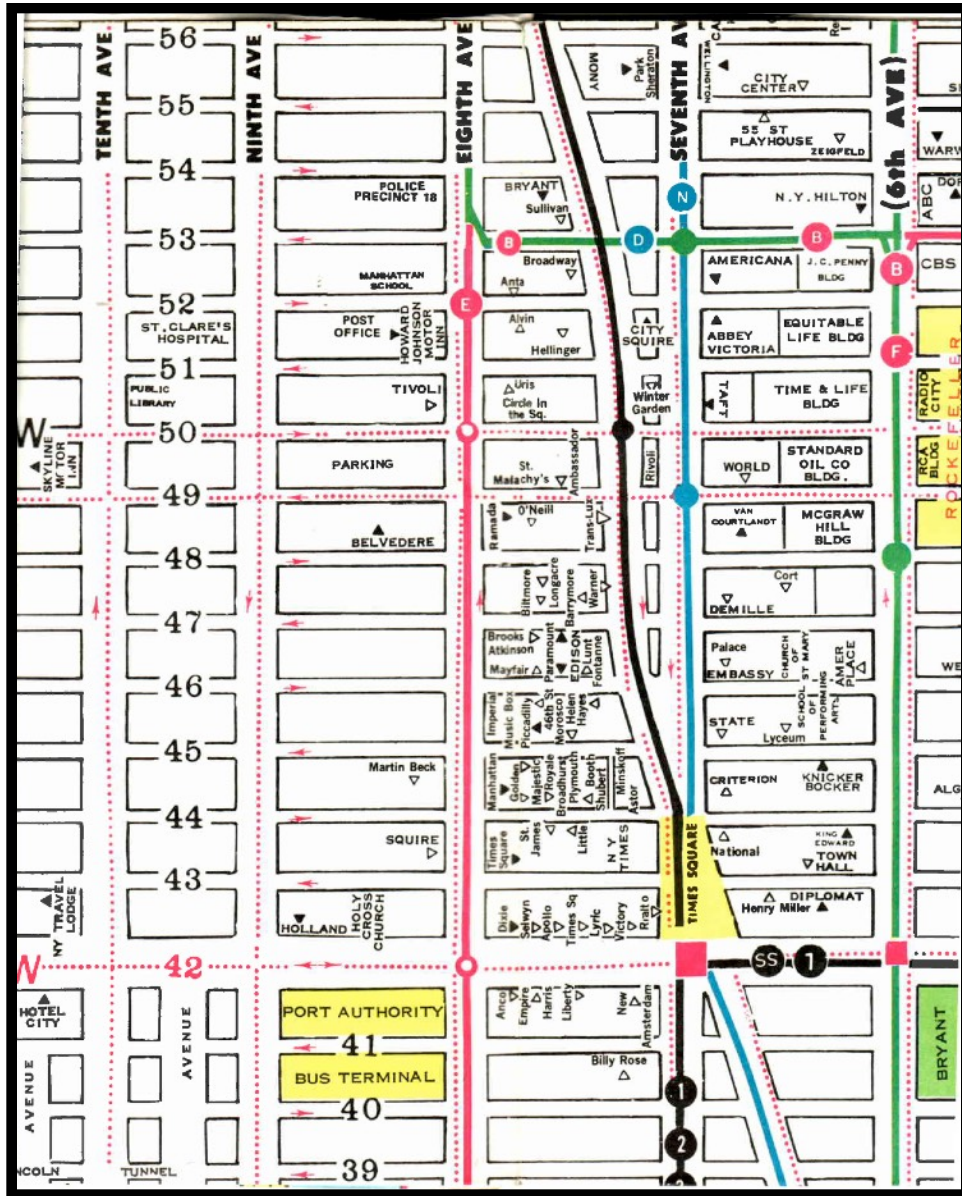 TENTH AVE
NINTH AVE
EIGHTH AVE
SEVENTH AV
(6th AVE)
56
55
54
53
52
51
50
49
48
47
46
45
44
43
42
41
40
39
MONY
Park
Sheraton
WELLINGTON
CITY
CENTER
55 ST
PLAYHOUSE
ZEIGFELD
WARW
POLICE
PRECINCT 18
BRYANT
Sullivan
N
N.Y. HILTON
ABC
B
D
B
B
MANHATTAN
SCHOOL
Broadway
Anta
AMERICANA
J.C. PENNY
BLDG
CBS
E
ST. CLARE'S
HOSPITAL
POST
OFFICE
HOWARD
JOHNSON
MOTOR
INN
Alvin
Hellinger
CITY
SQUIRE
ABBEY
VICTORIA
EQUITABLE
LIFE BLDG
F
PUBLIC
LIBRARY
TIVOLI
Uris
Circle In
the Sq.
Winter
Garden
TAFT
TIME & LIFE
BLDG
RADIO
CITY
ROCKEFELLER
W
SKYLINE
MOTOR
INN
PARKING
St.
Malachy's
Ambassador
Rivoli
WORLD
STANDARD
OIL CO
BLDG.
RCA
BLDG
BELVEDERE
Ramada
O'Neill
Trans-Lux
VAN
COURTLANDT
MCGRAW
HILL
BLDG
Biltmore
Longacre
Barrymore
Warner
Cort
DEMILLE
Brooks
Atkinson
Mayfair
Paramount
EDISON
Lunt
Fontanne
Palace
EMBASSY
CHURCH
OF
ST MARY
AMER
PLACE
WE
Imperial
Music Box
Piccadilly
46th St
Morosco
Helen
Hayes
STATE
Lyceum
SCHOOL
OF
PERFORMING
ARTS
Martin Beck
Manhattan
Golden
Majestic
Royale
Broadhurst
Plymouth
Booth
Shubert
Minskoff
Astor
CRITERION
KNICKER
BOCKER
ALG
SQUIRE
Times
Square
St.
James
Little
N Y
TIMES
TIMES SQUARE
National
KING
EDWARD
TOWN
HALL
NY TRAVEL
LODGE
HOLLAND
HOLY
CROSS
CHURCH
Dixie
Selwyn
Apollo
Times Sq
Lyric
Victory
Rialto
DIPLOMAT
Henry Miller
W
SS
1
HOTEL
CITY
PORT AUTHORITY
Anco
Empire
Harris
Liberty
New
Amsterdam
AVENUE
AVENUE
BUS TERMINAL
Billy Rose
BRYANT
1
2
NCOLN
TUNNEL